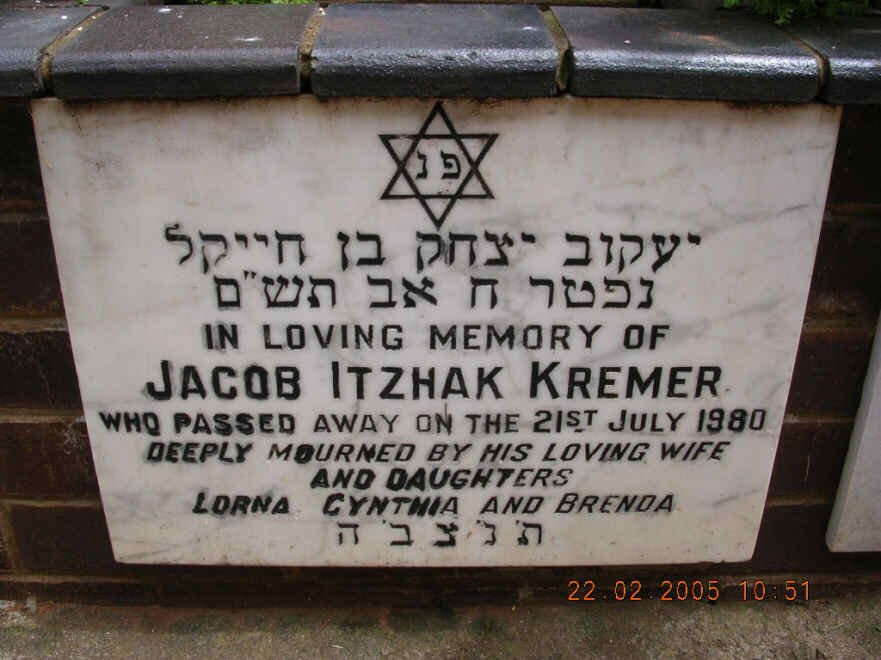 פ נ
יעקוב יצחק בן חייקל
נפטר ח אב תש"ם
IN LOVING MEMORY OF
JACOB ITZHAK KREMER
WHO PASSED AWAY ON THE 21ST JULY 1980
DEEPLY MOURNED BY HIS LOVING WIFE
AND DAUGHTERS
LORNA CYNTHIA AND BRENDA
ת' נ' צ' ב' ה
22.02.2005 10:51